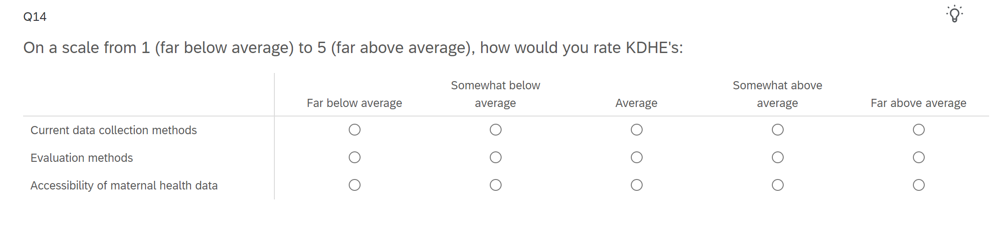 Q14
On a scale from 1 (far below average) to 5 (far above average), how would you rate KDHE's:
Far below average
Somewhat below
average
Average
Somewhat above
average
Far above average
Current data collection methods
Evaluation methods
Accessibility of maternal health data